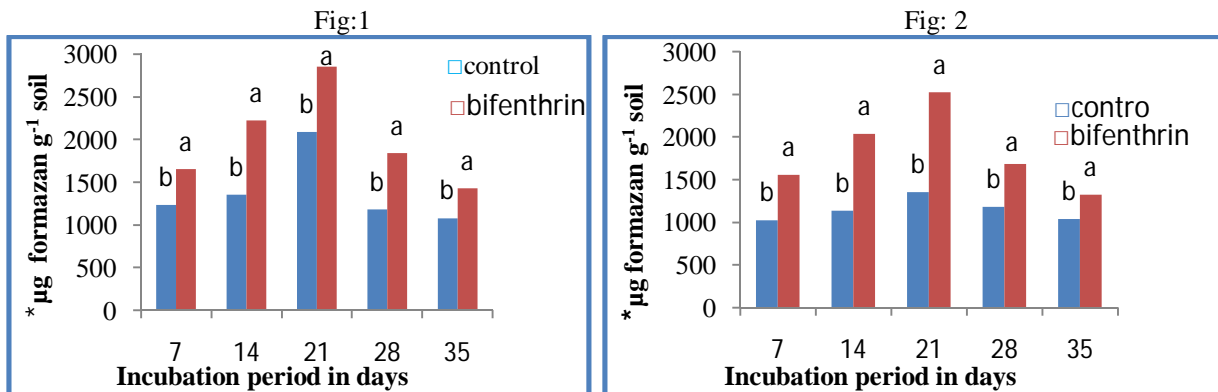 Fig:1
3000
2500
2000
1500
1000
500
0
*µg formazan g-1 soil
b a
b a
b a
b a
b a
control
bifenthrin
7 14 21 28 35
Incubation period in days
Fig: 2
3000
2500
2000
1500
1000
500
0
*µg formazan g-1 soil
b a
b a
b a
b a
b a
contro
bifenthrin
7 14 21 28 35
Incubation period in days